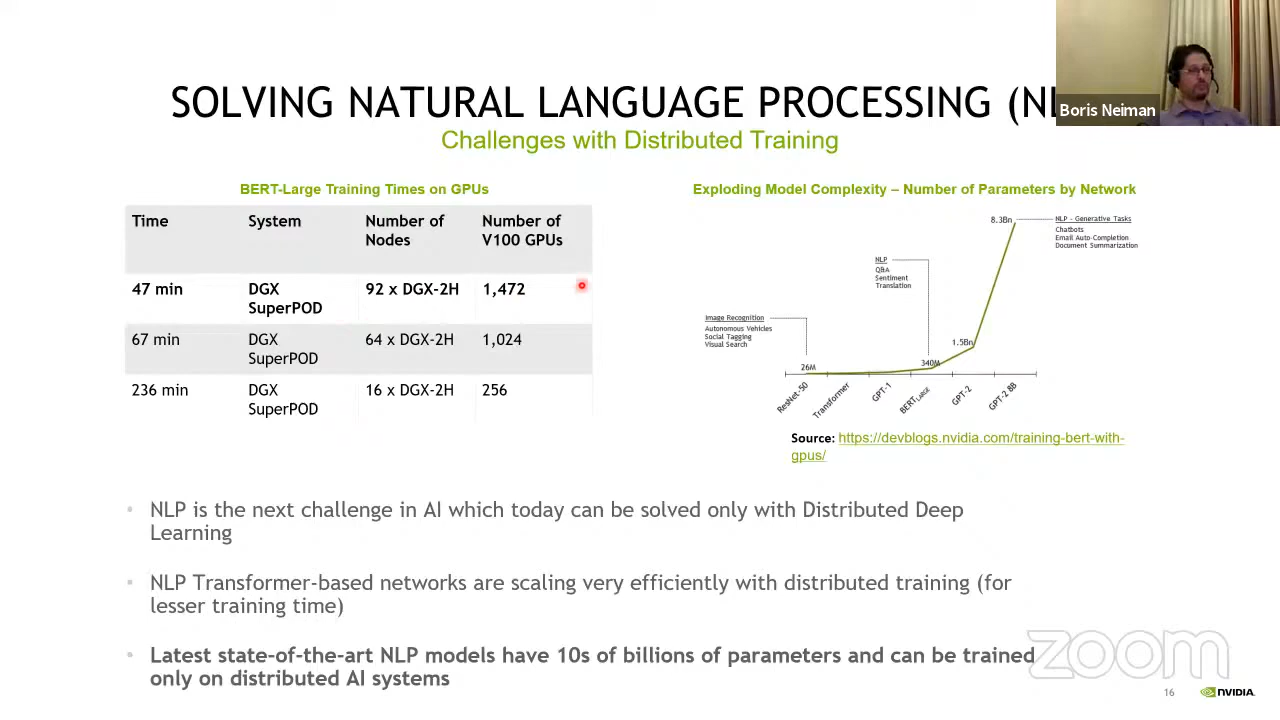 Boris Neiman
SOLVING NATURAL LANGUAGE PROCESSING (NL
Challenges with Distributed Training
BERT-Large Training Times on GPUs
Time System Number of Nodes Number of V100 GPUs
47 min DGX SuperPOD 92 x DGX-2H 1,472
67 min DGX SuperPOD 64 x DGX-2H 1,024
236 min DGX SuperPOD 16 x DGX-2H 256
Exploding Model Complexity – Number of Parameters by Network
8.3Bn
NLP - Generative Tasks
Chatbots
Email Auto-Completion
Document Summarization
NLP
Q&A
Sentiment
Translation
Image Recognition
Autonomous Vehicles
Social Tagging
Visual Search
26M
340M
1.5Bn
ResNet-50
Transformer
GPT-1
BERT LARGE
GPT-2
GPT-2 8B
Source: https://devblogs.nvidia.com/training-bert-with-
gpus/
• NLP is the next challenge in AI which today can be solved only with Distributed Deep
Learning
• NLP Transformer-based networks are scaling very efficiently with distributed training (for
lesser training time)
• Latest state-of-the-art NLP models have 10s of billions of parameters and can be trained
only on distributed AI systems
zoom
16
NVIDIA.